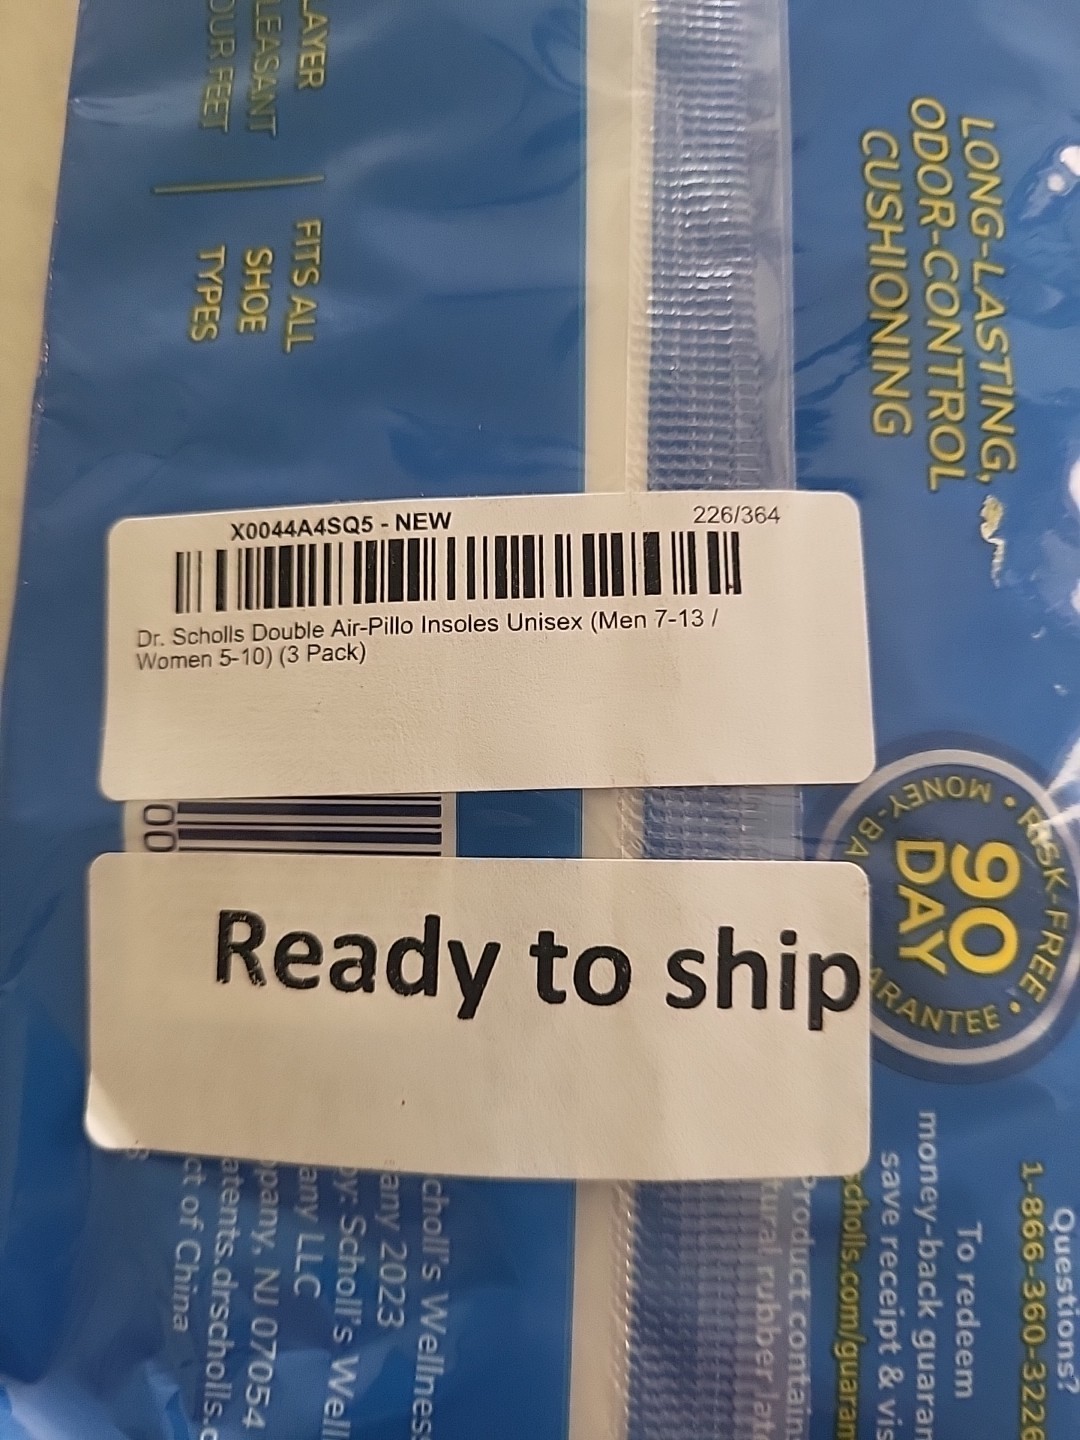 X0044A4SQ5 - NEW
226/364
Dr. Scholls Double Air-Pillo Insoles Unisex (Men 7-13 /
Women 5-10) (3 Pack)
Ready to ship
LONG-LASTING,
ODOR-CONTROL
CUSHIONING
LAYER
LEASANT
OUR FEET
FITS ALL
SHOE
TYPES
00
RISK-FREE • MONEY-BA ARANTEE •
90
DAY
Questions?
1-866-360-3226
To redeem
money-back guaran
save receipt & vis
scholls.com/guaran
Product contain
tural rubber late
choll's Wellness
any 2023
by: Scholl's Well
any LLC
ppany, NJ 07054
atents.drscholls.c
ct of China